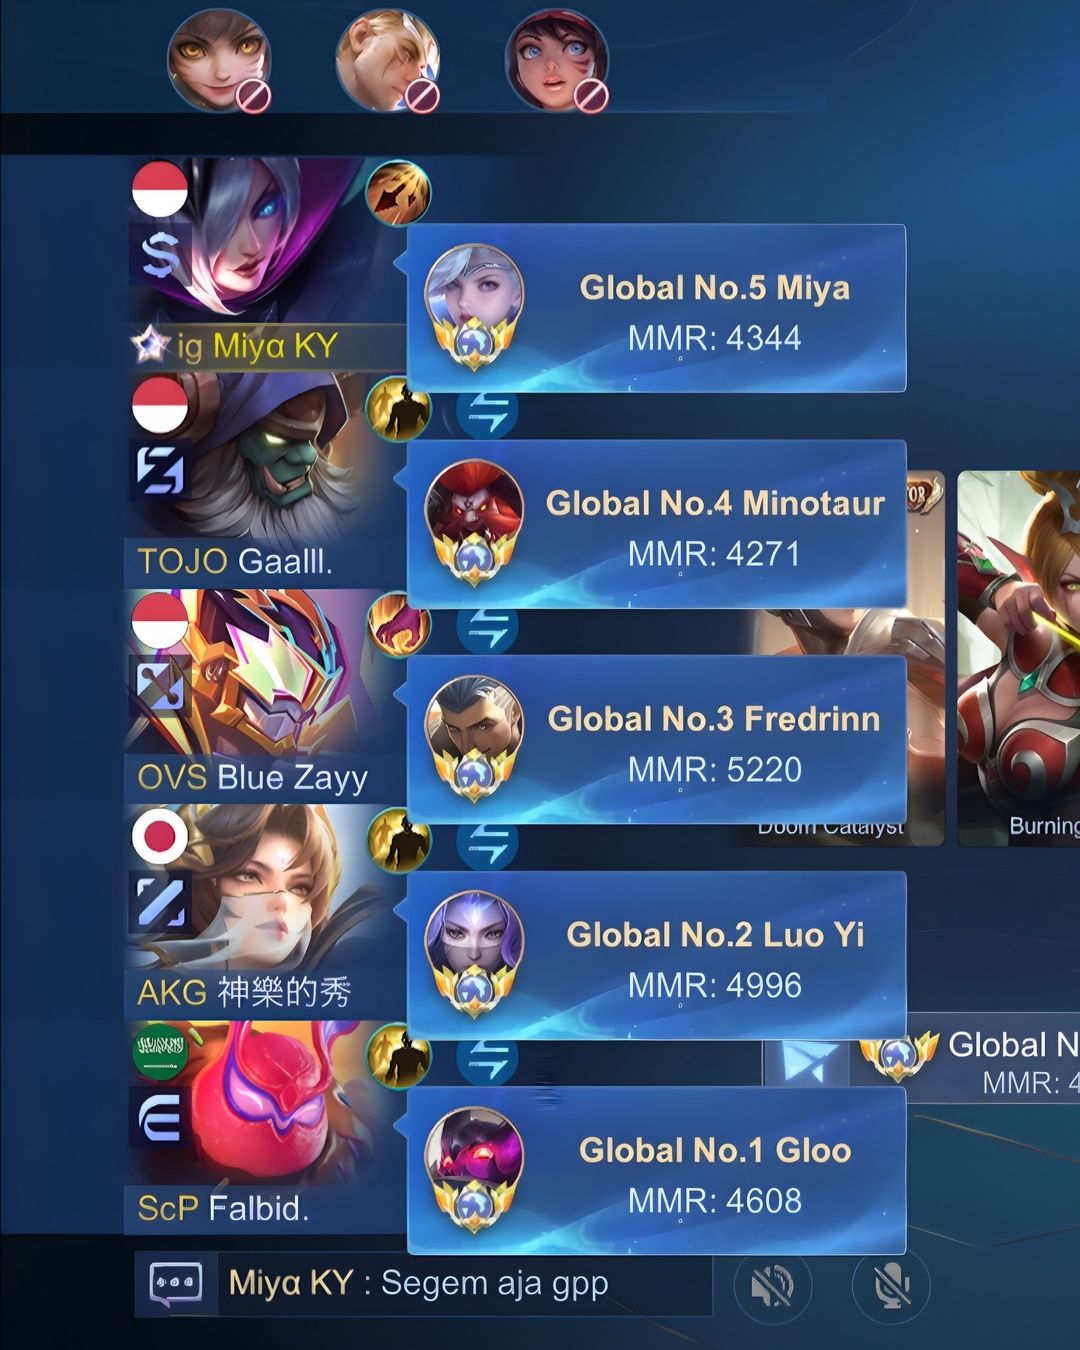 ig Miyα KY
Global No.5 Miya
MMR: 4344
TOJO Gaalll.
Global No.4 Minotaur
MMR: 4271
OVS Blue Zayy
Global No.3 Fredrinn
MMR: 5220
Doom Catalyst
Burning
AKG 神樂的秀
Global No.2 Luo Yi
MMR: 4996
Global N
MMR: 4
ScP Falbid.
Global No.1 Gloo
MMR: 4608
Miyα KY : Segem aja gpp